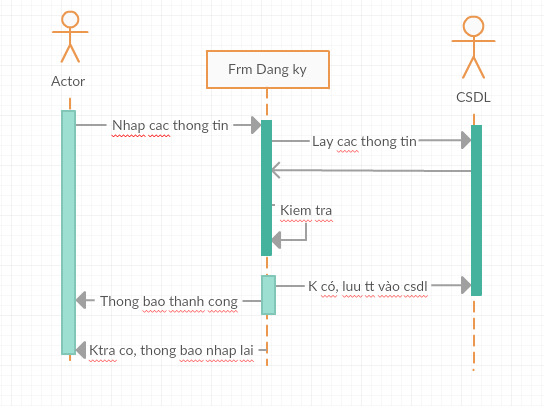 Frm Dang ky
Actor
CSDL
Nhap cac thong tin
Lay cac thong tin
Kiem tra
K có, luu tt vào csdl
Thong bao thanh cong
Ktra co, thong bao nhap lai